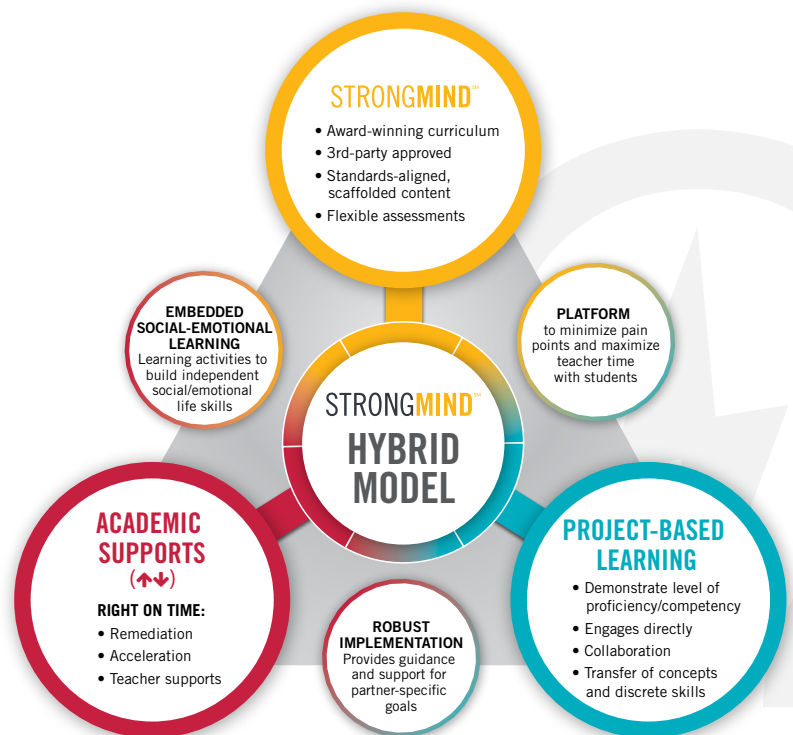 STRONGMIND™
• Award-winning curriculum
• 3rd-party approved
• Standards-aligned,
scaffolded content
• Flexible assessments
EMBEDDED
SOCIAL-EMOTIONAL
LEARNING
Learning activities to
build independent
social/emotional
life skills
PLATFORM
to minimize pain
points and maximize
teacher time
with students
STRONGMIND™
HYBRID
MODEL
ACADEMIC
SUPPORTS
(↑↓)
RIGHT ON TIME:
• Remediation
• Acceleration
• Teacher supports
ROBUST
IMPLEMENTATION
Provides guidance
and support for
partner-specific
goals
PROJECT-BASED
LEARNING
• Demonstrate level of
proficiency/competency
• Engages directly
• Collaboration
• Transfer of concepts
and discrete skills